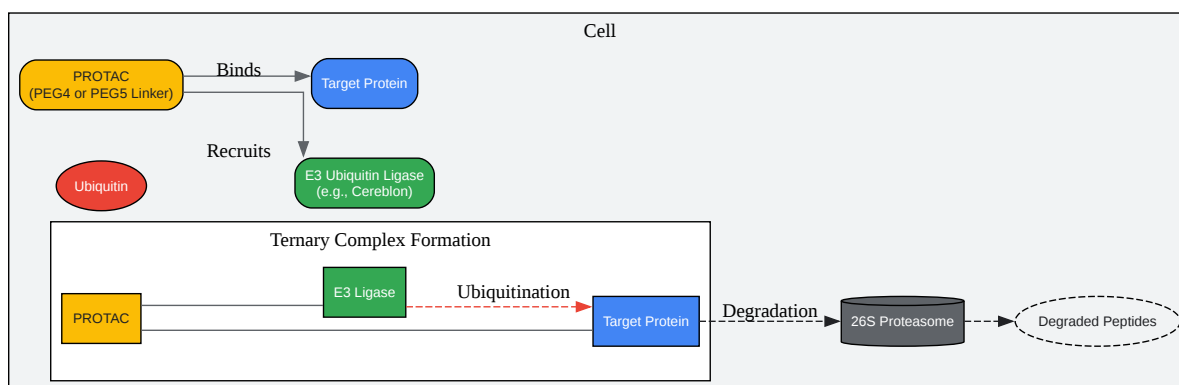 Cell
PROTAC
(PEG4 or PEG5 Linker)
Binds
Target Protein
Recruits
Ubiquitin
E3 Ubiquitin Ligase
(e.g., Cereblon)
Ternary Complex Formation
PROTAC
E3 Ligase
Ubiquitination
Target Protein
Degradation
26S Proteasome
Degraded Peptides